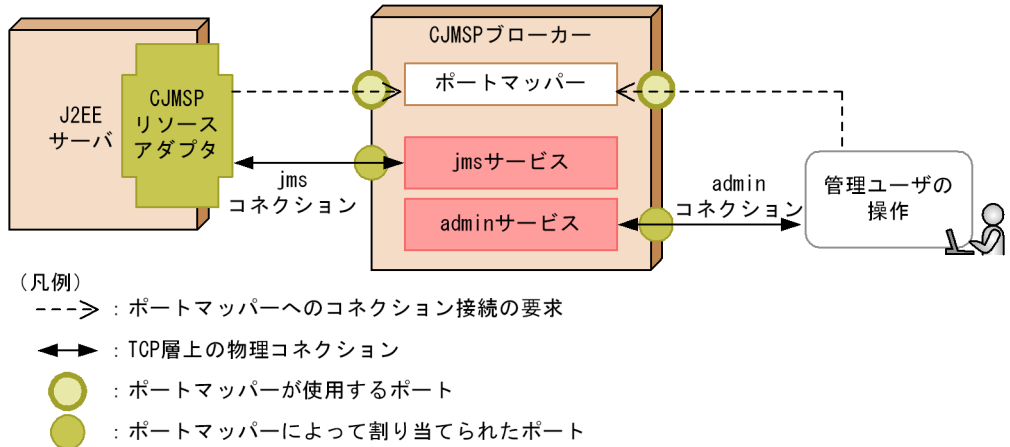 J2EE
サーバ
CJMSP
リソース
アダプタ
CJMSPブローカー
ポートマッパー
jmsサービス
adminサービス
jms
コネクション
admin
コネクション
管理ユーザの
操作
(凡例)
：ポートマッパーへのコネクション接続の要求
：TCP層上の物理コネクション
：ポートマッパーが使用するポート
：ポートマッパーによって割り当てられたポート